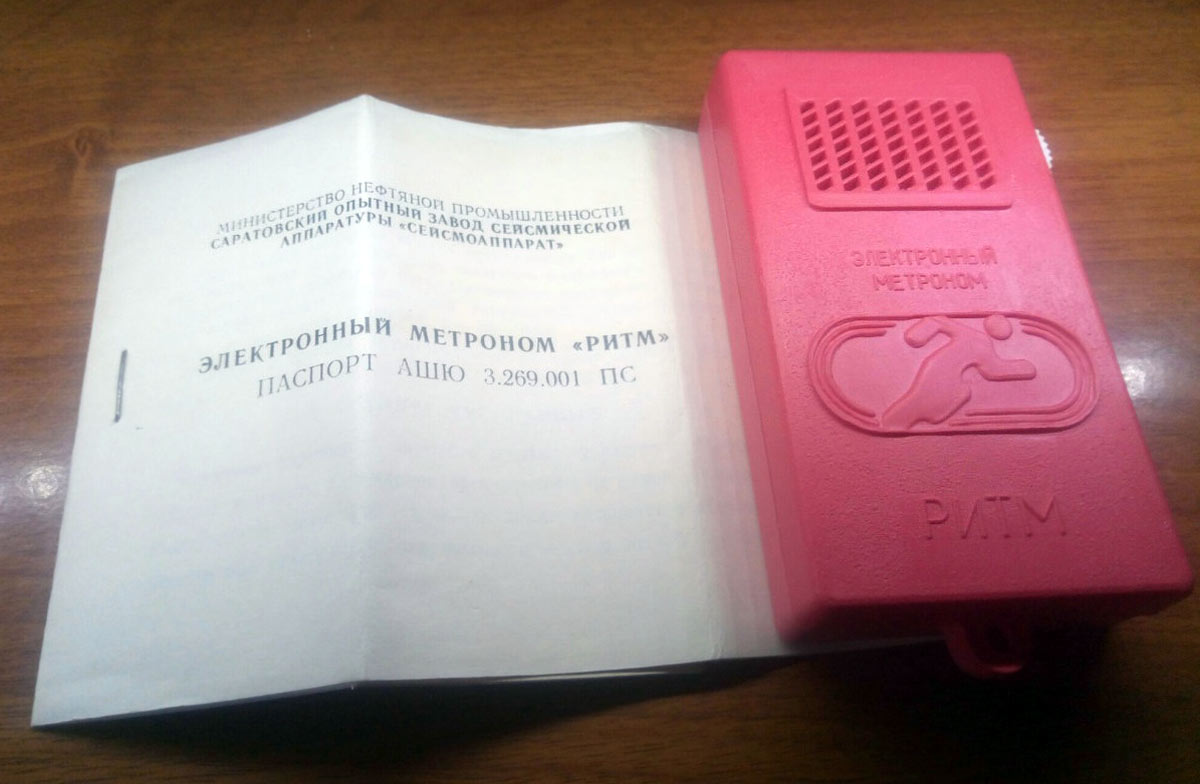 МИНИСТЕРСТВО НЕФТЯНОЙ ПРОМЫШЛЕННОСТИ
САРАТОВСКИЙ ОПЫТНЫЙ ЗАВОД СЕЙСМИЧЕСКОЙ
АППАРАТУРЫ «СЕЙСМОАППАРАТ»
ЭЛЕКТРОННЫЙ МЕТРОНОМ «РИТМ»
ПАСПОРТ АШЮ 3.269.001 ПС
ЭЛЕКТРОННЫЙ
МЕТРОНОМ
РИТМ